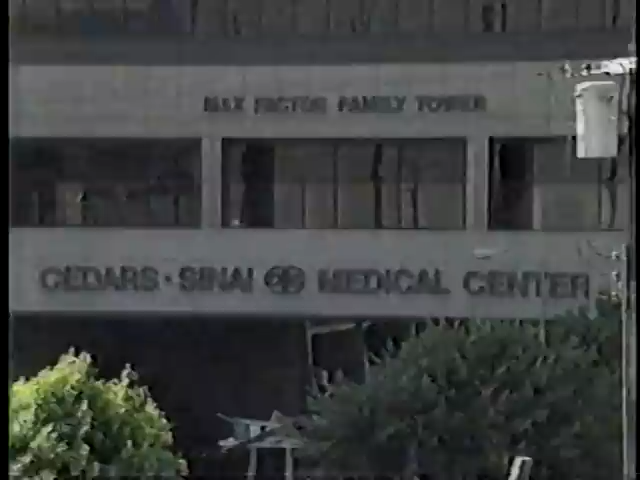 MAX FACTOR FAMILY TOWER
CEDARS · SINAI MEDICAL CENTER